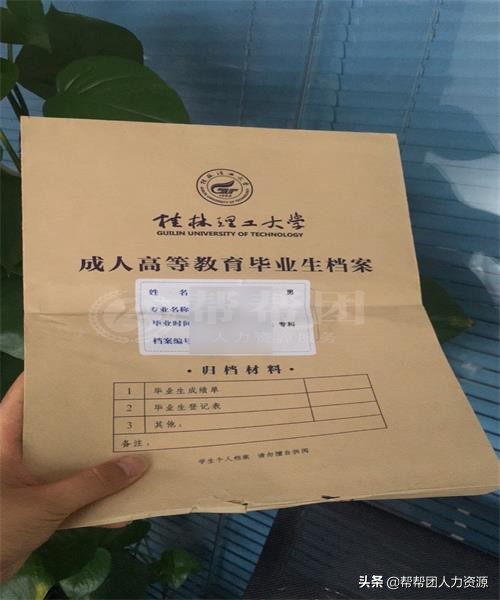 桂林理工大学
GUILIN UNIVERSITY OF TECHNOLOGY
成人高等教育毕业生档案
姓 名 男
专业名称
毕业时间 专科
档案编号
帮帮团
人力资源服务
·归档材料·
1 毕业生成绩单
2 毕业生登记表
3 其他:
备注:
学生个人档案 请勿擅自拆阅
头条 @帮帮团人力资源